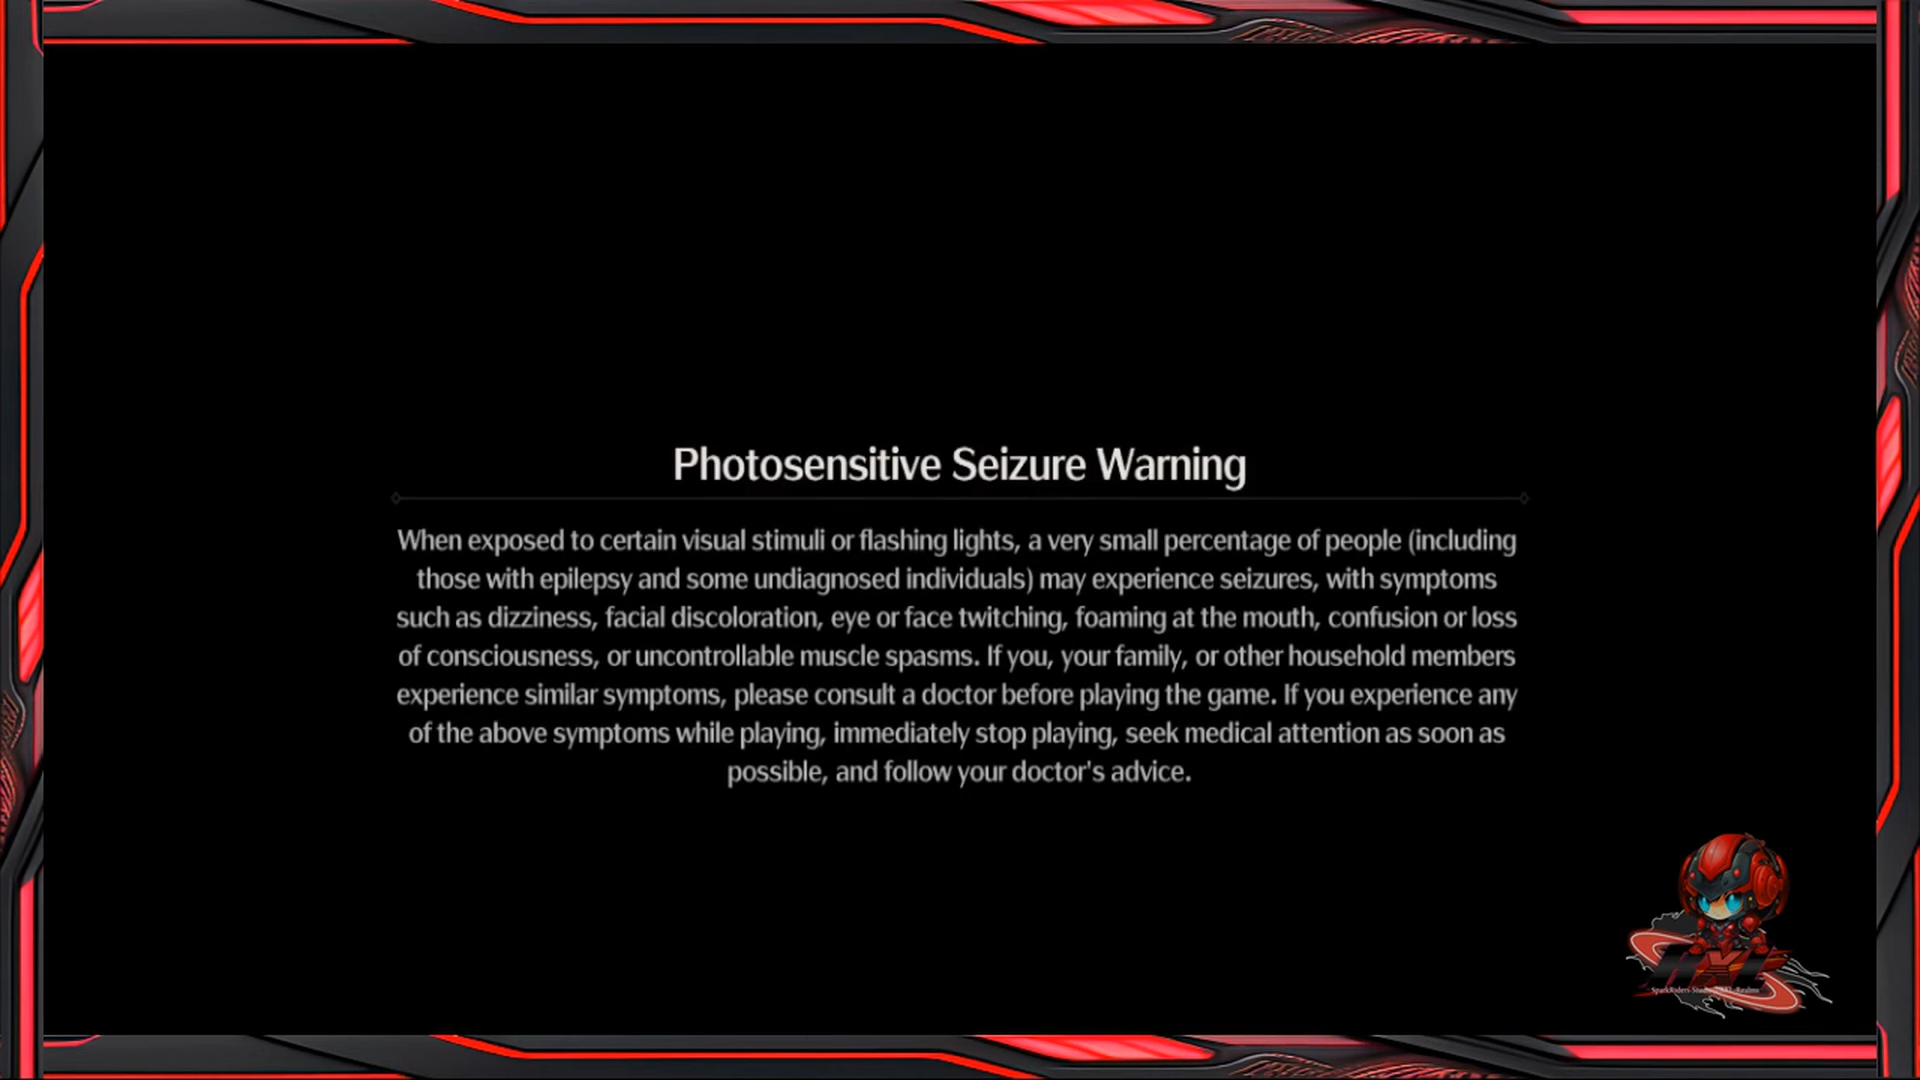 Photosensitive Seizure Warning
When exposed to certain visual stimuli or flashing lights, a very small percentage of people (including
those with epilepsy and some undiagnosed individuals) may experience seizures, with symptoms
such as dizziness, facial discoloration, eye or face twitching, foaming at the mouth, confusion or loss
of consciousness, or uncontrollable muscle spasms. If you, your family, or other household members
experience similar symptoms, please consult a doctor before playing the game. If you experience any
of the above symptoms while playing, immediately stop playing, seek medical attention as soon as
possible, and follow your doctor's advice.